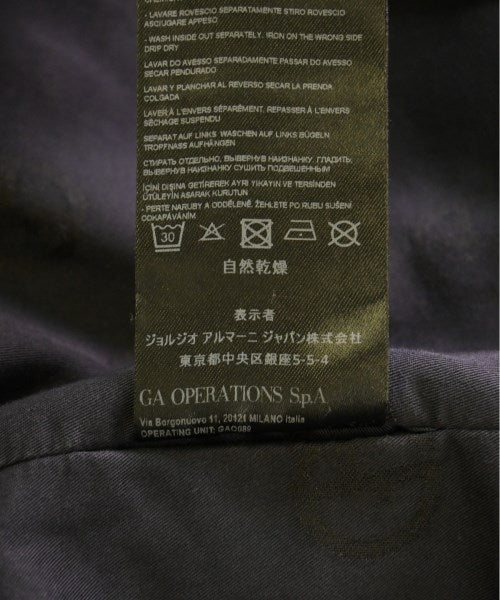 - LAVARE ROVESCIO SEPARATAMENTE STIRO ROVESCIO
ASCIUGARE APPESO
- WASH INSIDE OUT SEPARATELY. IRON ON THE WRONG SIDE
DRIP DRY
LAVAR DO AVESSO SEPARADAMENTE PASSAR DO AVESSO
SECAR PENDURADO
LAVAR Y PLANCHAR AL REVERSO SECAR LA PRENDA
COLGADA
LAVER À L'ENVERS SÉPARÉMENT. REPASSER À L'ENVERS
SÉCHAGE SUSPENDU
SEPARAT AUF LINKS WASCHEN AUF LINKS BÜGELN
TROPFNASS AUFHÄNGEN
СТИРАТЬ ОТДЕЛЬНО, ВЫВЕРНУВ НАИЗНАНКУ. ГЛАДИТЬ,
ВЫВЕРНУВ НАИЗНАНКУ СУШИТЬ ПОДВЕШЕННЫМ
İÇİNİ DIŞINA GETİREREK AYRI YIKAYIN VE TERSİNDEN
ÜTÜLEYİN ASARAK KURUTUN
- PERTE NARUBY A ODDĚLENĚ. ŽEHLETE PO RUBU SUŠENÍ
ODKAPÁVÁNÍM
30
自然乾燥
表示者
ジョルジオ アルマーニ ジャパン株式会社
東京都中央区銀座5-5-4
GA OPERATIONS S.p.A
Via Borgonuovo 11, 20121 MILANO Italia
OPERATING UNIT: GAO080